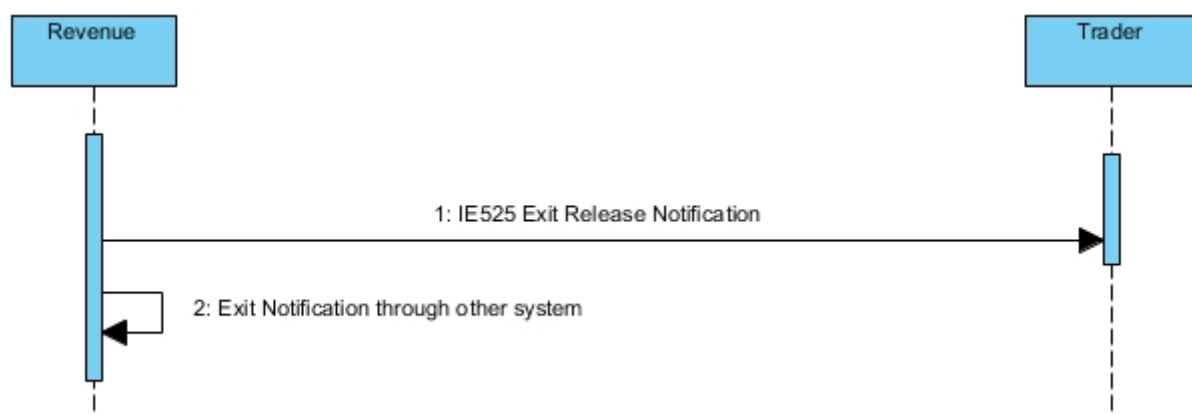 Revenue
Trader
1: IE525 Exit Release Notification
2: Exit Notification through other system